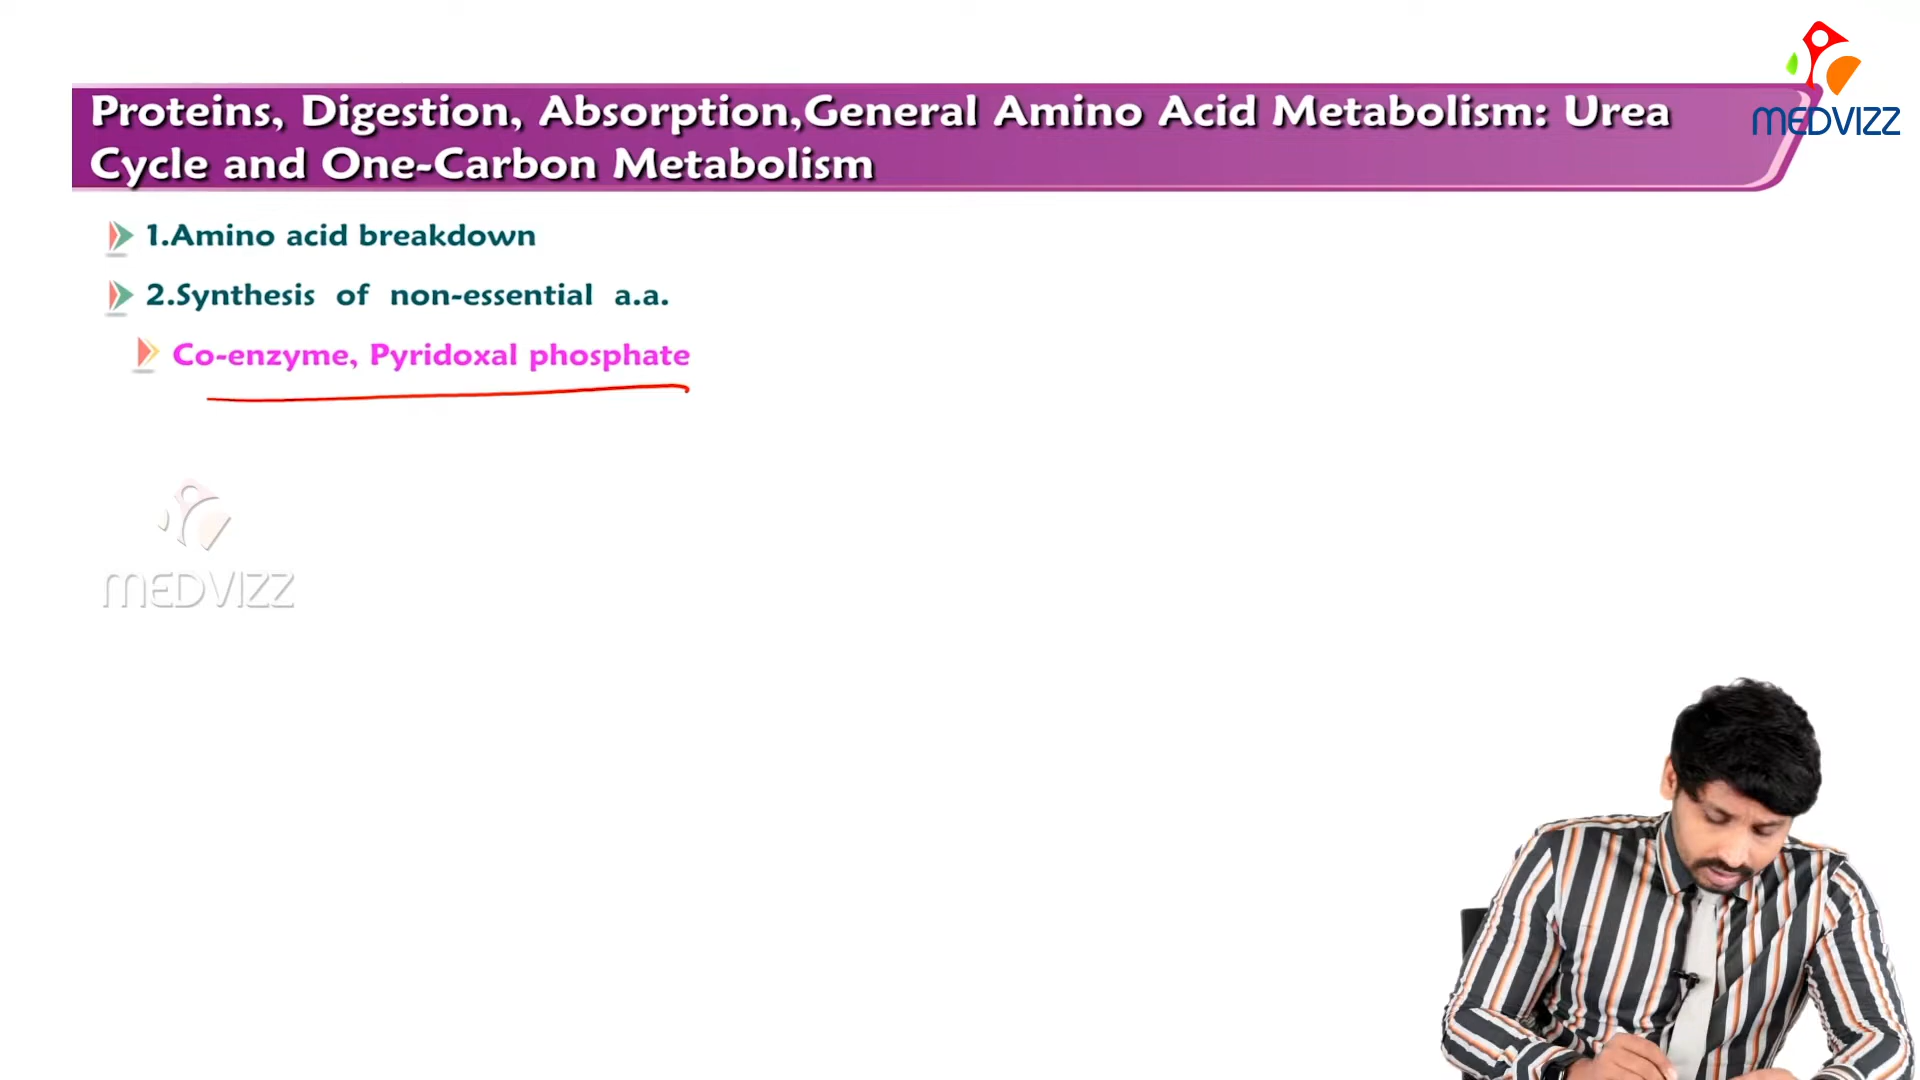 MEDVIZZ
Proteins, Digestion, Absorption,General Amino Acid Metabolism: Urea
Cycle and One-Carbon Metabolism
1.Amino acid breakdown
2.Synthesis of non-essential a.a.
Co-enzyme, Pyridoxal phosphate
MEDVIZZ